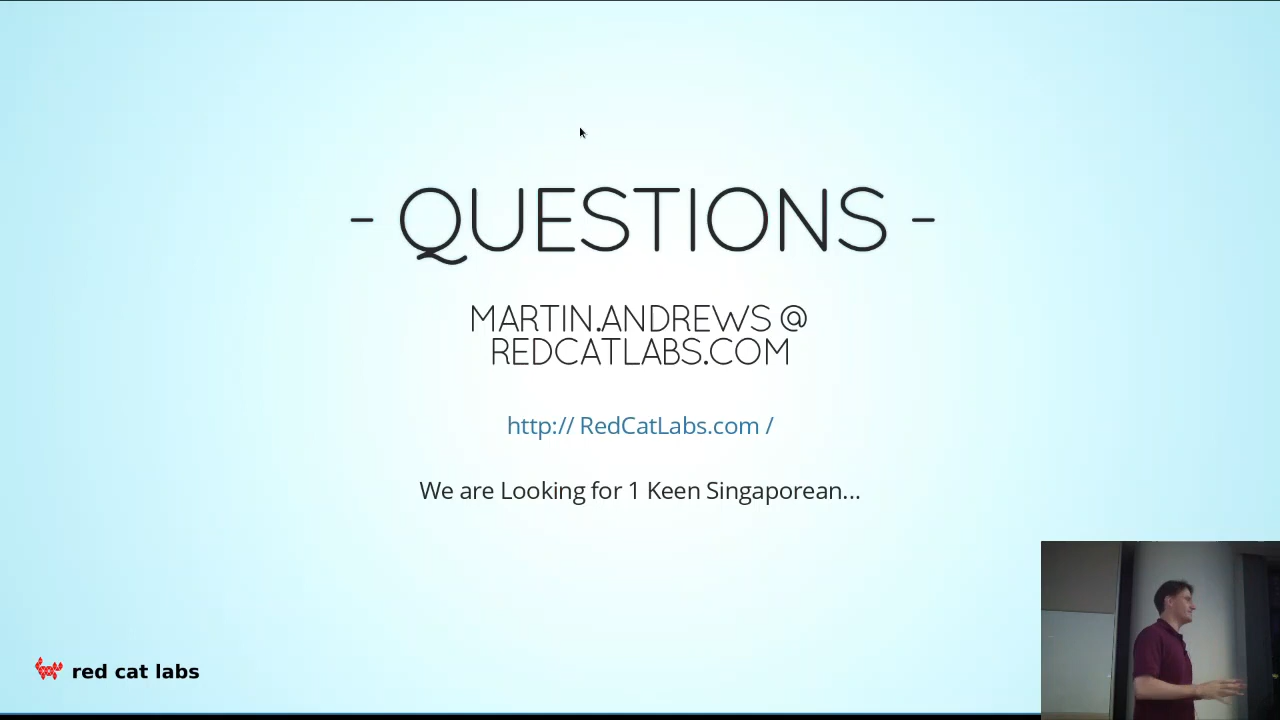 - QUESTIONS -
MARTIN.ANDREWS @
REDCATLABS.COM
http:// RedCatLabs.com /
We are Looking for 1 Keen Singaporean...
red cat labs